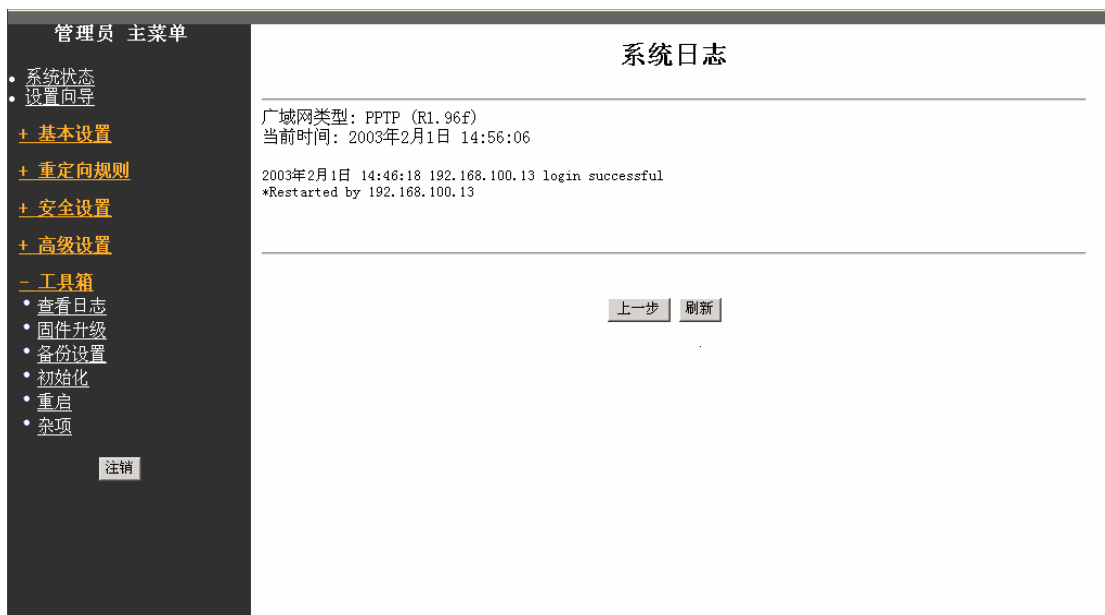 管理员 主菜单
系统状态
设置向导
+ 基本设置
+ 重定向规则
+ 安全设置
+ 高级设置
- 工具箱
查看日志
固件升级
备份设置
初始化
重启
杂项
注销
系统日志
广域网类型: PPTP (R1.96f)
当前时间: 2003年2月1日 14:56:06
2003年2月1日 14:46:18 192.168.100.13 login successful
*Restarted by 192.168.100.13
上一步 刷新